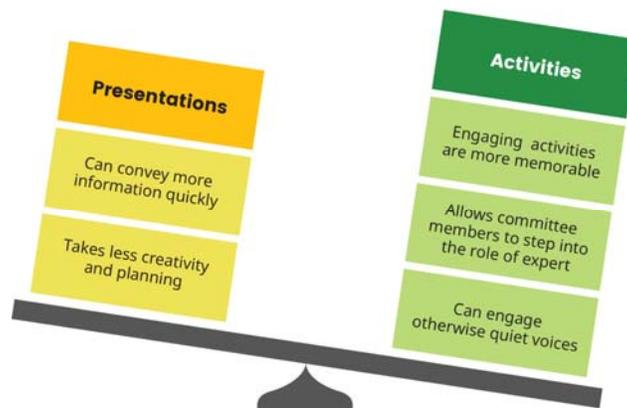 Presentations
Can convey more
information quickly
Takes less creativity
and planning
Activities
Engaging activities
are more memorable
Allows committee
members to step into
the role of expert
Can engage
otherwise quiet voices